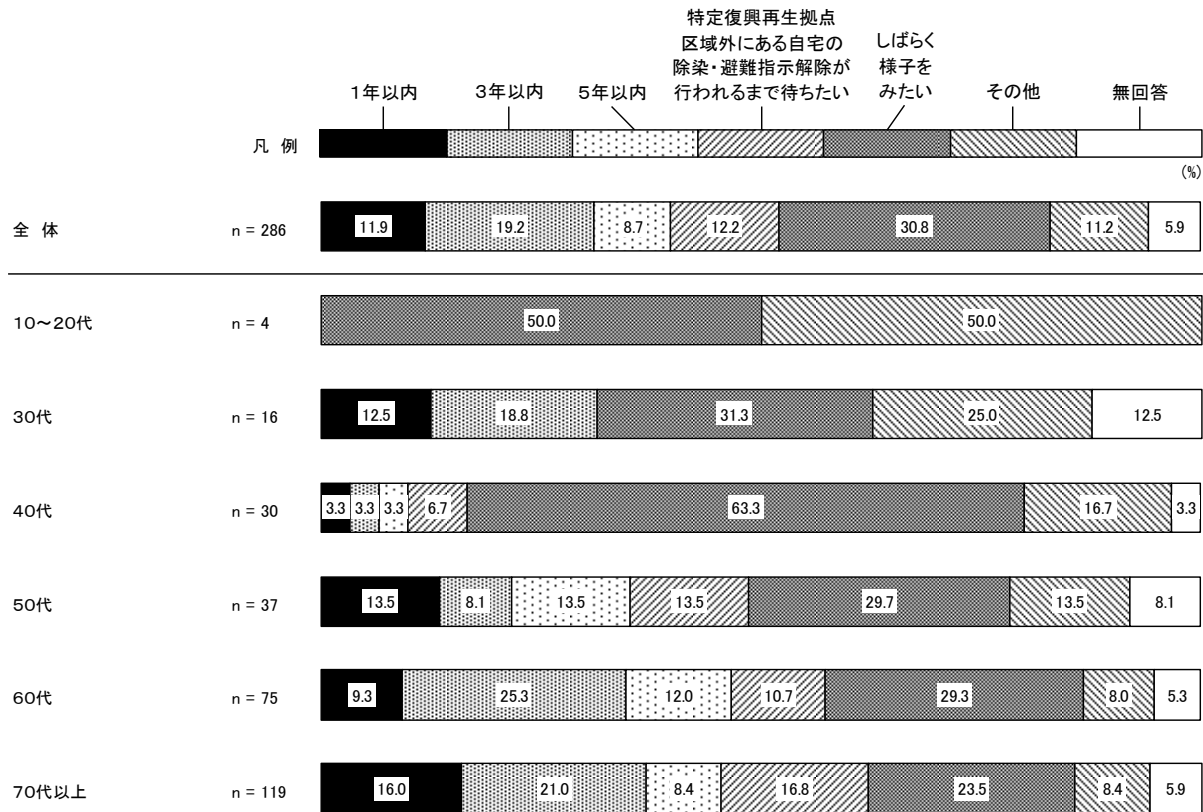 特定復興再生拠点
区域外にある自宅の
除染・避難指示解除が
行われるまで待ちたい
しばらく
様子を
みたい
1年以内 3年以内 5年以内 その他 無回答
凡 例
(%)
全 体 n = 286 11.9 19.2 8.7 12.2 30.8 11.2 5.9
10～20代 n = 4 50.0 50.0
30代 n = 16 12.5 18.8 31.3 25.0 12.5
40代 n = 30 3.3 3.3 3.3 6.7 63.3 16.7 3.3
50代 n = 37 13.5 8.1 13.5 13.5 29.7 13.5 8.1
60代 n = 75 9.3 25.3 12.0 10.7 29.3 8.0 5.3
70代以上 n = 119 16.0 21.0 8.4 16.8 23.5 8.4 5.9